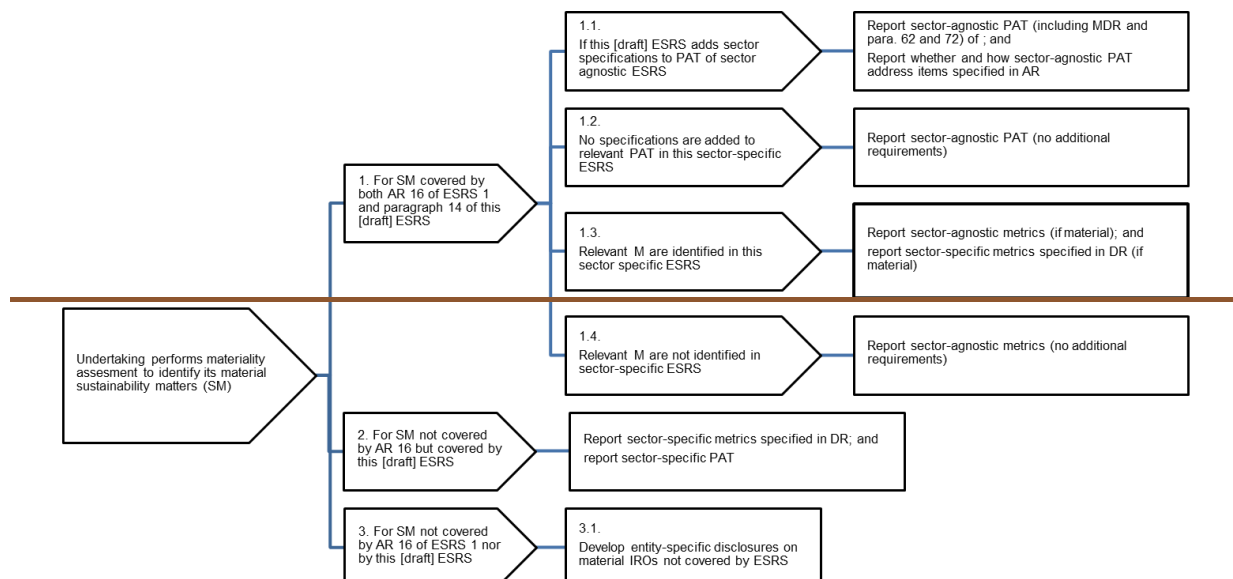 1.1.
If this [draft] ESRS adds sector
specifications to PAT of sector
agnostic ESRS
Report sector-agnostic PAT (including MDR and
para. 62 and 72) of ; and
Report whether and how sector-agnostic PAT
address items specified in AR
1.2.
No specifications are added to
relevant PAT in this sector-specific
ESRS
Report sector-agnostic PAT (no additional
requirements)
1. For SM covered by
both AR 16 of ESRS 1
and paragraph 14 of this
[draft] ESRS
1.3.
Relevant M are identified in this
sector specific ESRS
Report sector-agnostic metrics (if material); and
report sector-specific metrics specified in DR (if
material)
Undertaking performs materiality
assesment to identify its material
sustainability matters (SM)
1.4.
Relevant M are not identified in
sector-specific ESRS
Report sector-agnostic metrics (no additional
requirements)
2. For SM not covered
by AR 16 but covered by
this [draft] ESRS
Report sector-specific metrics specified in DR; and
report sector-specific PAT
3. For SM not covered
by AR 16 of ESRS 1 nor
by this [draft] ESRS
3.1.
Develop entity-specific disclosures on
material IROs not covered by ESRS